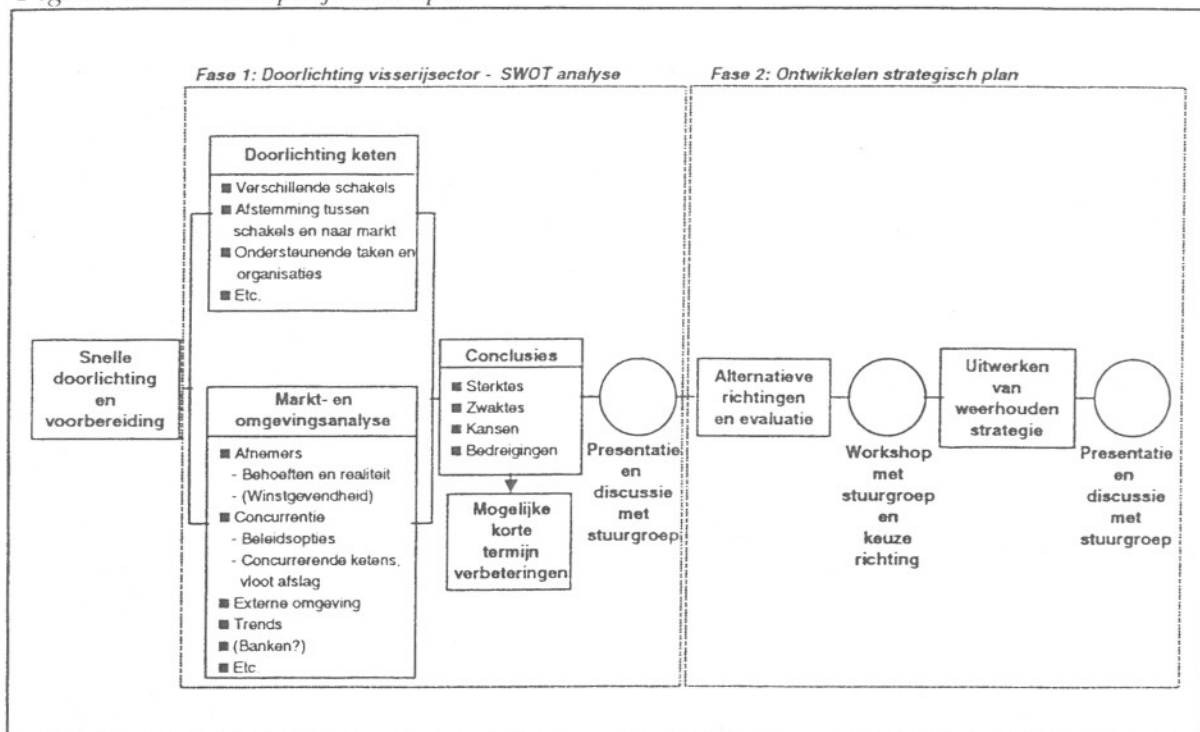 Fase 1: Doorlichting visserijsector - SWOT analyse
Fase 2: Ontwikkelen strategisch plan
Snelle
doorlichting
en
voorbereiding
Doorlichting keten
■ Verschillende schakels
■ Afstemming tussen
schakels en naar markt
■ Ondersteunende taken en
organisaties
■ Etc.
Markt- en
omgevingsanalyse
■ Afnemers
- Behoeften en realiteit
- (Winstgevendheid)
■ Concurrentie
- Beleidsopties
- Concurrerende ketens,
vloot afslag
■ Externe omgeving
■ Trends
■ (Banken?)
■ Etc.
Conclusies
■ Sterktes
■ Zwaktes
■ Kansen
■ Bedreigingen
Mogelijke
korte
termijn
verbeteringen
Presentatie
en
discussie
met
stuurgroep
Alternatieve
richtingen
en evaluatie
Workshop
met
stuurgroep
en
keuze
richting
Uitwerken
van
weerhouden
strategie
Presentatie
en
discussie
met
stuurgroep